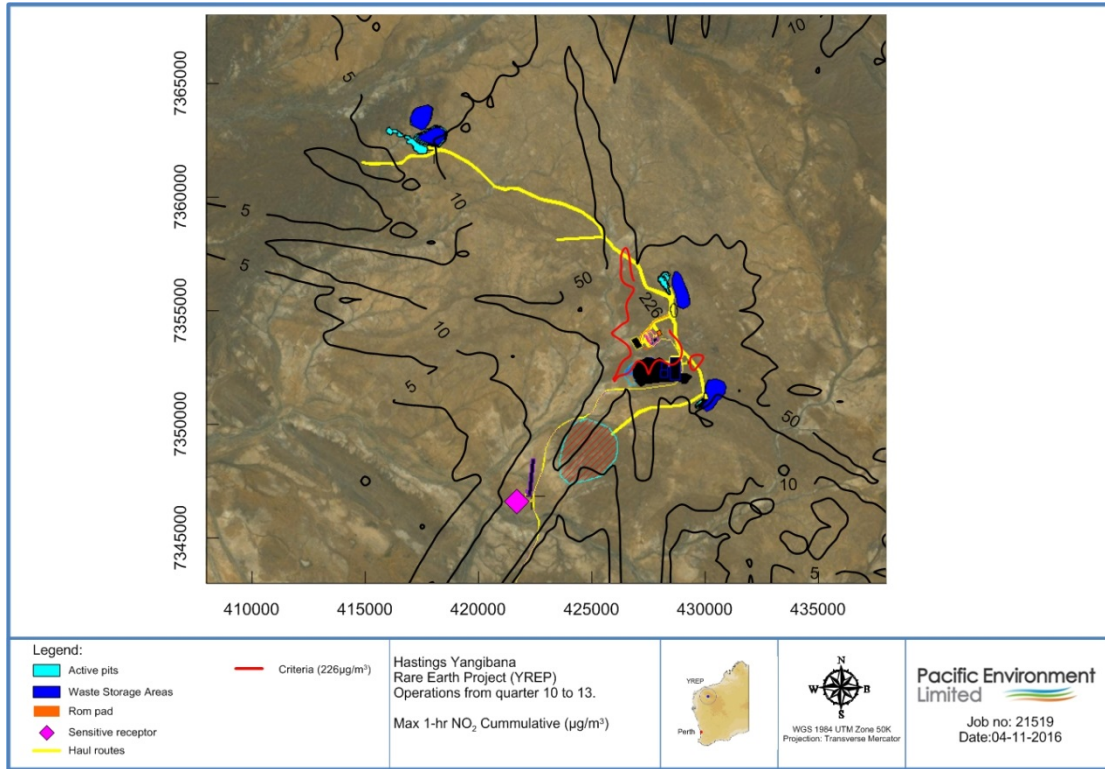 10
5
10
5
5
10
50
226
10
5
50
10
5
7365000
7360000
7355000
7350000
7345000
410000
415000
420000
425000
430000
435000
Legend:
Active pits
Waste Storage Areas
Rom pad
Sensitive receptor
Haul routes
Criteria (226µg/m³)
Hastings Yangibana
Rare Earth Project (YREP)
Operations from quarter 10 to 13.
Max 1-hr NO₂ Cummulative (µg/m³)
YREP
Perth
N
W
E
S
WGS 1984 UTM Zone 50K
Projection: Transverse Mercator
Pacific Environment
Limited
Job no: 21519
Date:04-11-2016